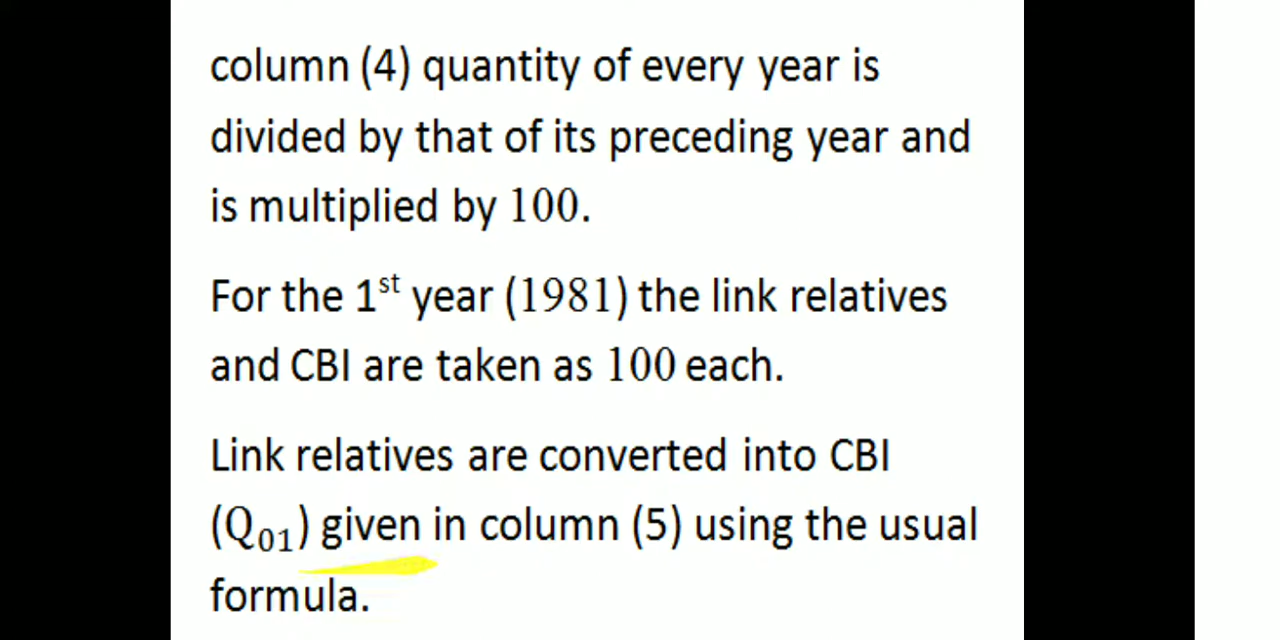 column (4) quantity of every year is
divided by that of its preceding year and
is multiplied by 100.
For the 1st year (1981) the link relatives
and CBI are taken as 100 each.
Link relatives are converted into CBI
(Q01) given in column (5) using the usual
formula.